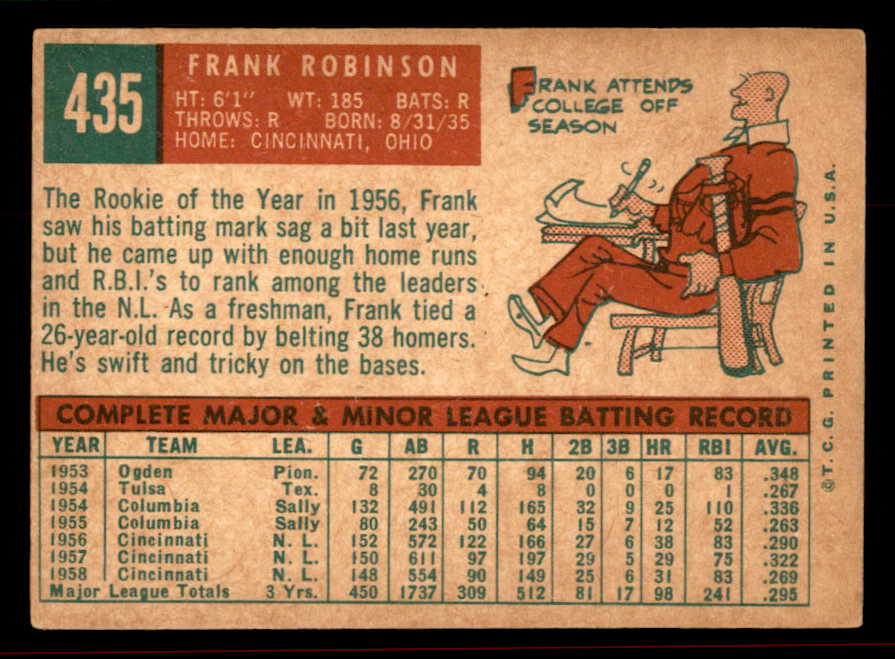 435
FRANK ROBINSON
HT: 6'1" WT: 185 BATS: R
THROWS: R BORN: 8/31/35
HOME: CINCINNATI, OHIO
The Rookie of the Year in 1956, Frank
saw his batting mark sag a bit last year,
but he came up with enough home runs
and R.B.I.'s to rank among the leaders
in the N.L. As a freshman, Frank tied a
26-year-old record by belting 38 homers.
He's swift and tricky on the bases.
FRANK ATTENDS
COLLEGE OFF
SEASON
COMPLETE MAJOR & MINOR LEAGUE BATTING RECORD
YEAR TEAM LEA. G AB R H 2B 3B HR RBI AVG.
1953 Ogden Pion. 72 270 70 94 20 6 17 83 .348
1954 Tulsa Tex. 8 30 4 8 0 0 0 1 .267
1954 Columbia Sally 132 491 112 165 32 9 25 110 .336
1955 Columbia Sally 80 243 50 64 15 7 12 52 .263
1956 Cincinnati N. L. 152 572 122 166 27 6 38 83 .290
1957 Cincinnati N. L. 150 611 97 197 29 5 29 75 .322
1958 Cincinnati N. L. 148 554 90 149 25 6 31 83 .269
Major League Totals 3 Yrs. 450 1737 309 512 81 17 98 241 .295
©T.C.G. PRINTED IN U.S.A.